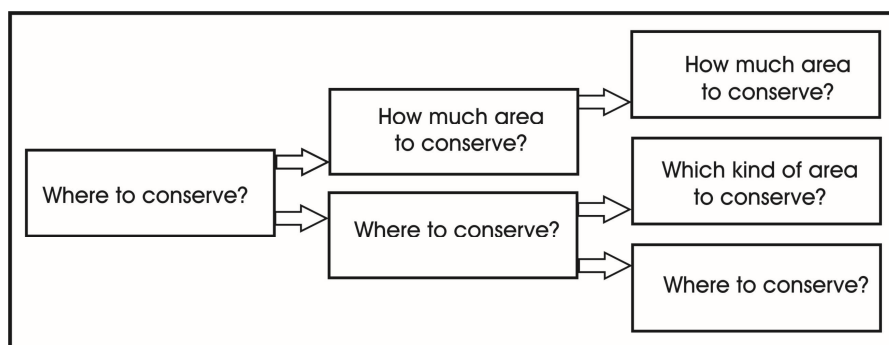 Where to conserve?
How much area
to conserve?
Where to conserve?
How much area
to conserve?
Which kind of area
to conserve?
Where to conserve?